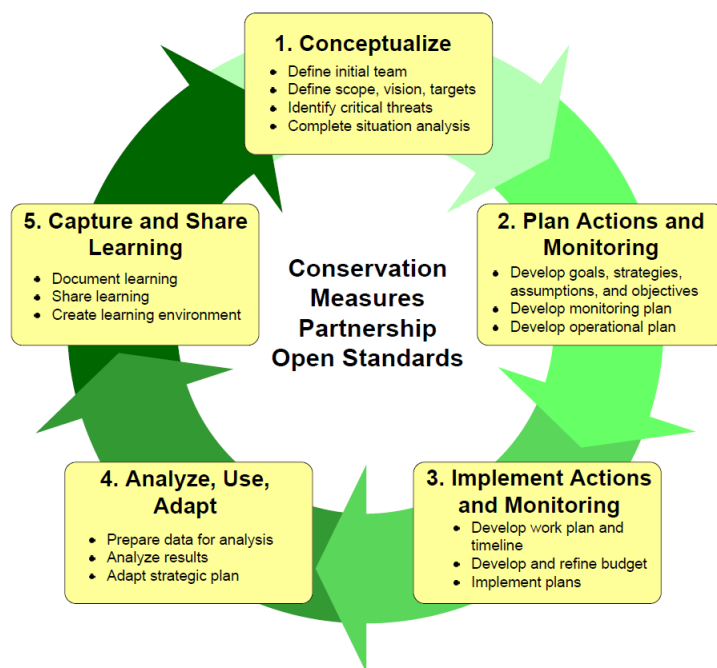 1. Conceptualize
Define initial team
Define scope, vision, targets
Identify critical threats
Complete situation analysis
2. Plan Actions and
Monitoring
Develop goals, strategies,
assumptions, and objectives
Develop monitoring plan
Develop operational plan
3. Implement Actions
and Monitoring
Develop work plan and
timeline
Develop and refine budget
Implement plans
4. Analyze, Use,
Adapt
Prepare data for analysis
Analyze results
Adapt strategic plan
5. Capture and Share
Learning
Document learning
Share learning
Create learning environment
Conservation
Measures
Partnership
Open Standards